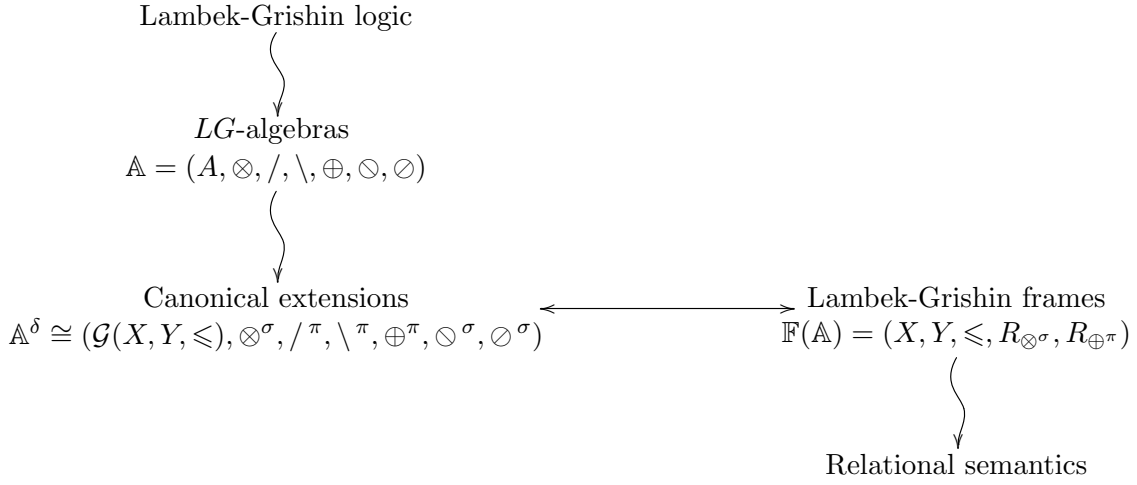 Lambek-Grishin logic
LG-algebras
𝔸 = (A, ⊗, /, \, ⊕, ⦸, ⊘)
Canonical extensions
Lambek-Grishin frames
𝔸^δ ≅ (𝒢(X, Y, ⩽), ⊗^σ, /^π, \^π, ⊕^π, ⦸^σ, ⊘^σ)
𝔽(𝔸) = (X, Y, ⩽, R_{⊗^σ}, R_{⊕^π})
Relational semantics